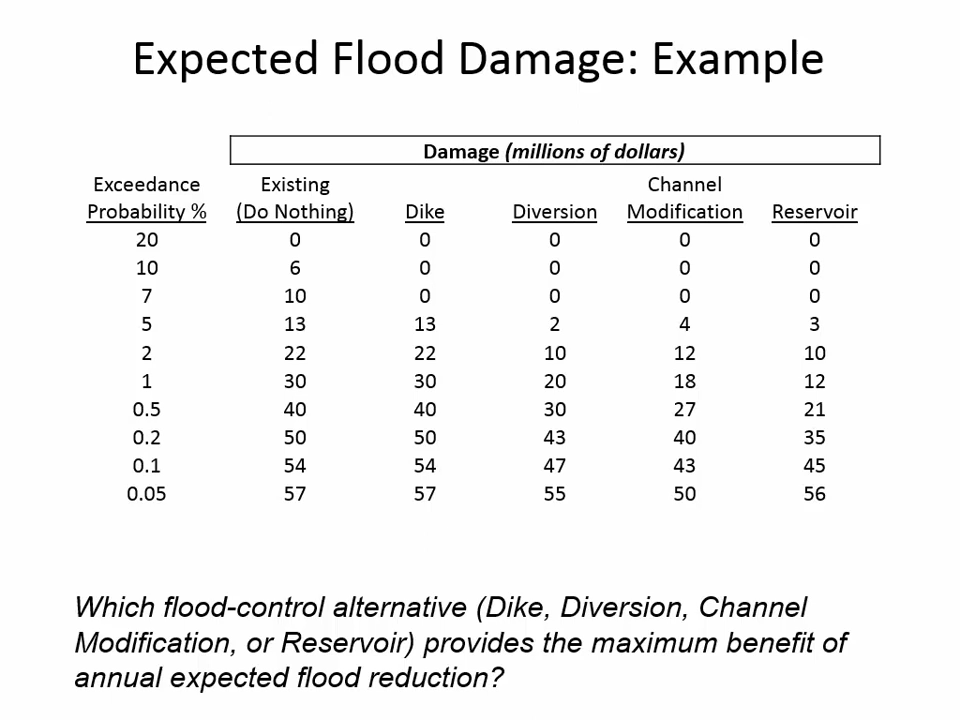 Expected Flood Damage: Example
Damage (millions of dollars)
Exceedance Existing Channel
Probability % (Do Nothing) Dike Diversion Modification Reservoir
20 0 0 0 0 0
10 6 0 0 0 0
7 10 0 0 0 0
5 13 13 2 4 3
2 22 22 10 12 10
1 30 30 20 18 12
0.5 40 40 30 27 21
0.2 50 50 43 40 35
0.1 54 54 47 43 45
0.05 57 57 55 50 56
Which flood-control alternative (Dike, Diversion, Channel
Modification, or Reservoir) provides the maximum benefit of
annual expected flood reduction?